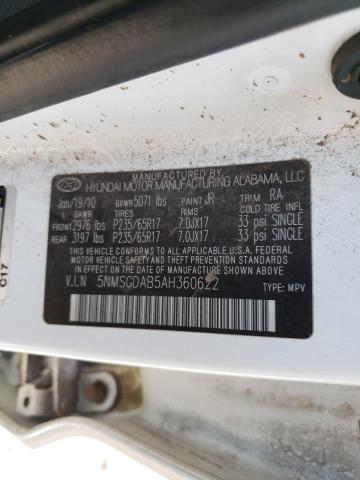 MANUFACTURED BY
HYUNDAI MOTOR MANUFACTURING ALABAMA, LLC
Jan/19/10 GVWR 5071 lbs PAINT JR TRIM RA
GAWR TIRES RIMS COLD TIRE INFL
FRONT 2976 lbs P235/65R17 7.0JX17 33 psi SINGLE
REAR 3197 lbs P235/65R17 7.0JX17 33 psi SINGLE
THIS VEHICLE CONFORMS TO ALL APPLICABLE U.S. FEDERAL
MOTOR VEHICLE SAFETY AND THEFT PREVENTION STANDARDS
IN EFFECT ON THE DATE OF MANUFACTURE SHOWN ABOVE.
V.I.N 5NMSGDAB5AH360622 TYPE: MPV
C17